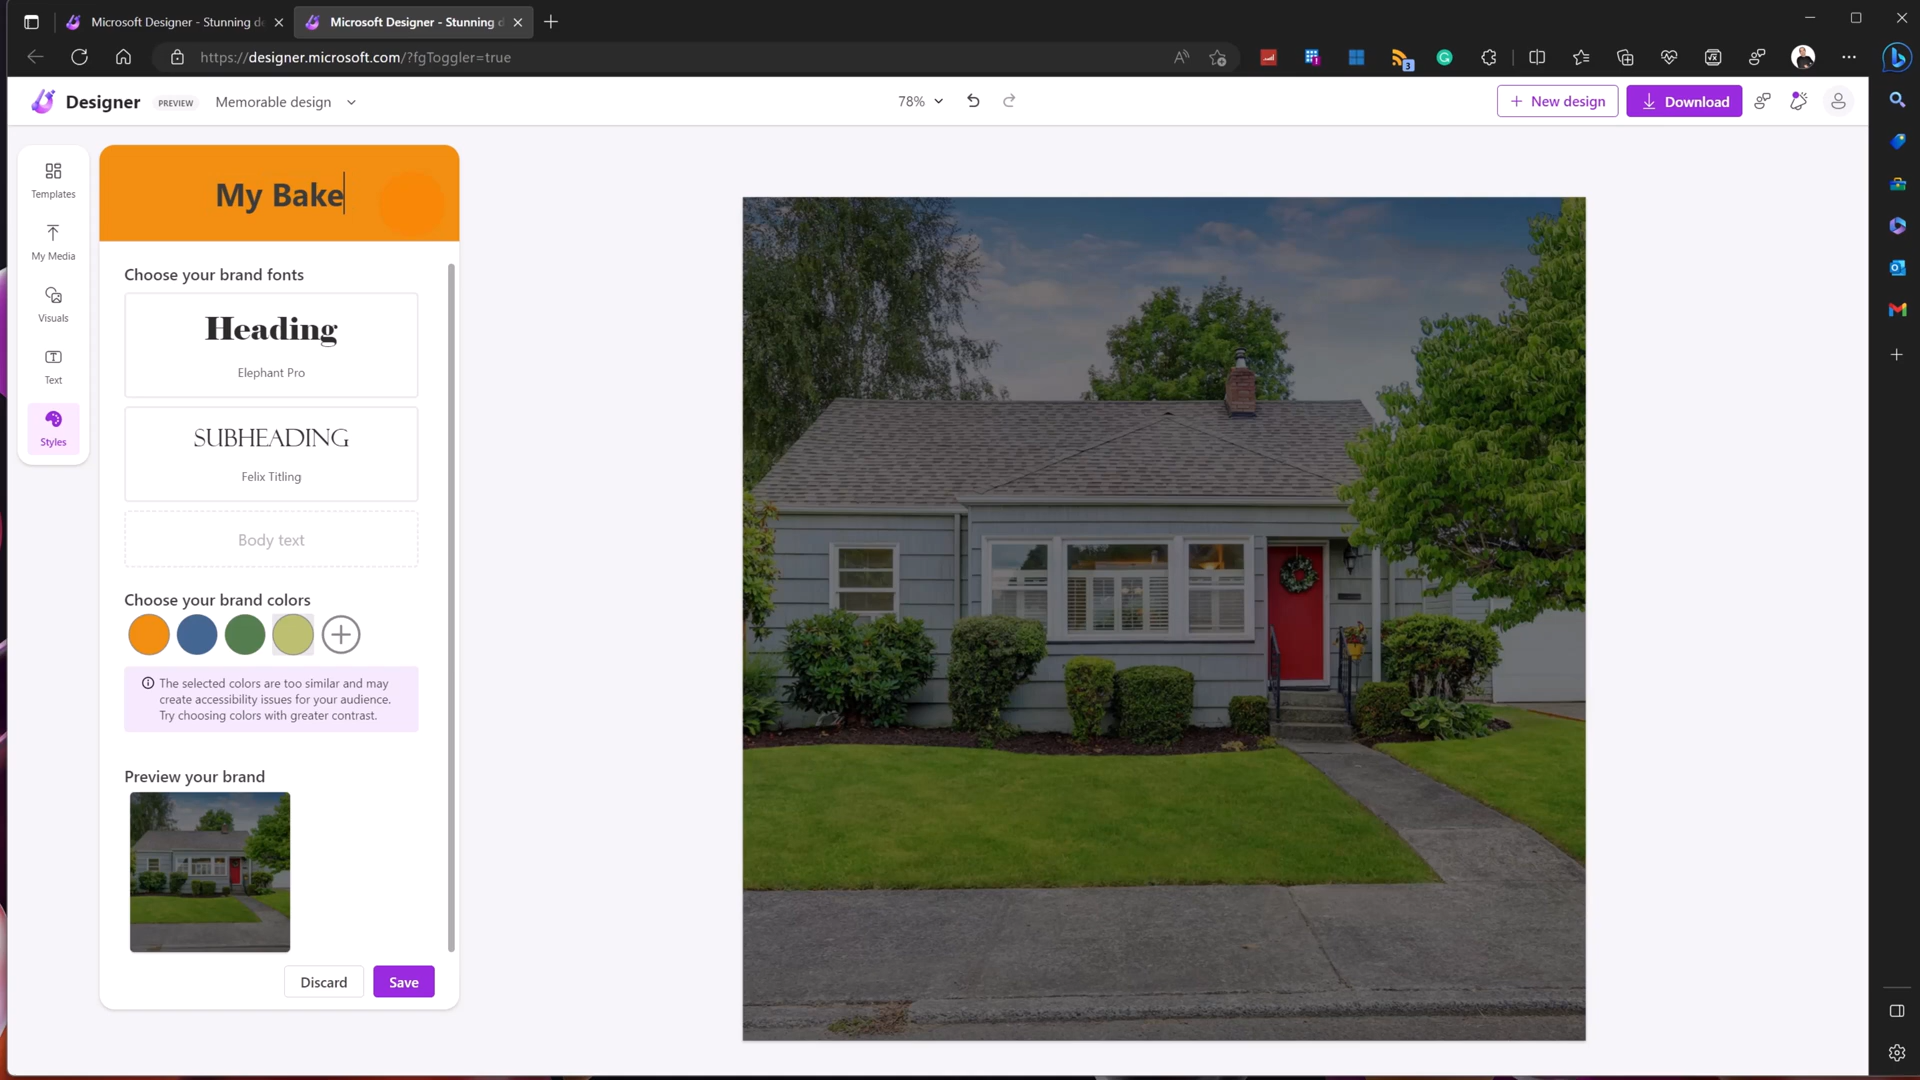 Microsoft Designer - Stunning de
Microsoft Designer - Stunning d
https://designer.microsoft.com/?fgToggler=true
3
Designer
PREVIEW
Memorable design
78%
New design
Download
Templates
My Media
Visuals
Text
Styles
My Bake
Choose your brand fonts
Heading
Elephant Pro
SUBHEADING
Felix Titling
Body text
Choose your brand colors
The selected colors are too similar and may
create accessibility issues for your audience.
Try choosing colors with greater contrast.
Preview your brand
Discard
Save